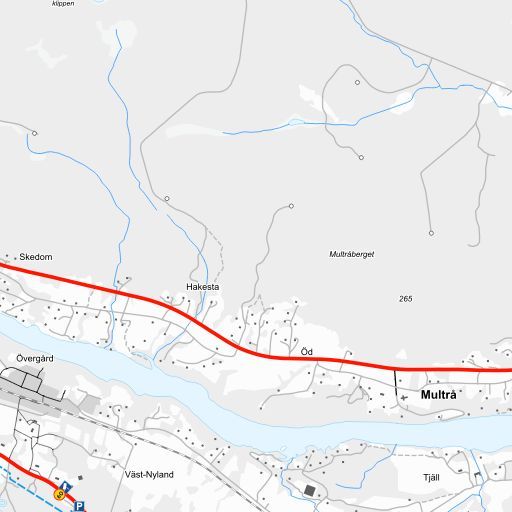 klippen
Skedom
Multråberget
Hakesta
265
Öd
Övergård
Multrå
Väst-Nyland
Tjäll
P